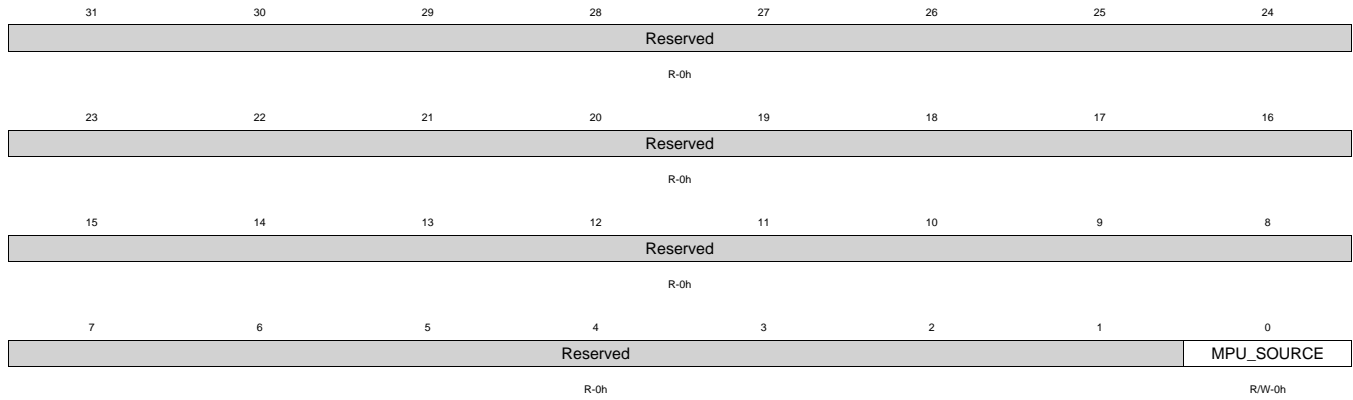 31 30 29 28 27 26 25 24
Reserved
R-0h
23 22 21 20 19 18 17 16
Reserved
R-0h
15 14 13 12 11 10 9 8
Reserved
R-0h
7 6 5 4 3 2 1 0
Reserved MPU_SOURCE
R-0h R/W-0h